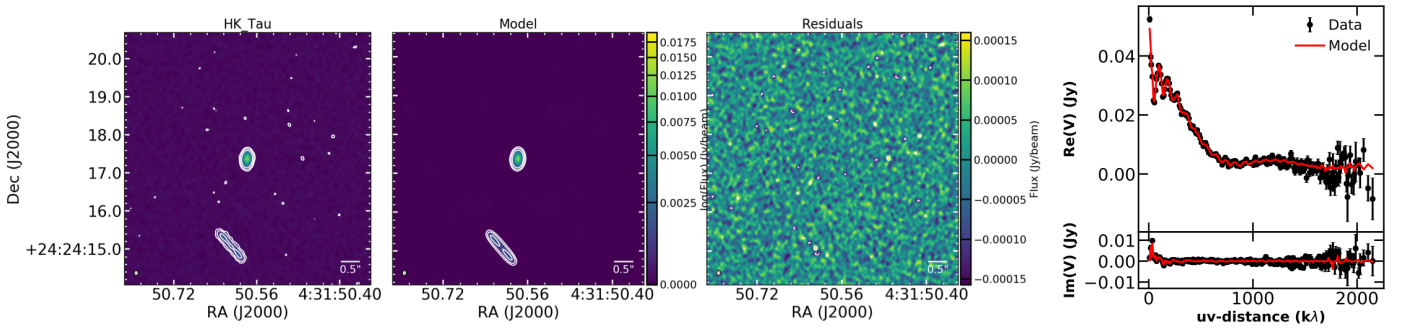 HK_Tau
Model
Residuals
20.0
19.0
18.0
17.0
16.0
+24:24:15.0
Dec (J2000)
0.5"
50.72 50.56 4:31:50.40
RA (J2000)
0.5"
50.72 50.56 4:31:50.40
RA (J2000)
0.0175
0.0150
0.0125
0.0100
0.0075
0.0050
0.0025
0.0000
log(Flux) (Jy/beam)
0.5"
50.72 50.56 4:31:50.40
RA (J2000)
0.00015
0.00010
0.00005
0.00000
−0.00005
−0.00010
−0.00015
Flux (Jy/beam)
Data
Model
0.04
0.02
0.00
Re(V) (Jy)
0.01
0.00
−0.01
Im(V) (Jy)
0 1000 2000
uv-distance (kλ)